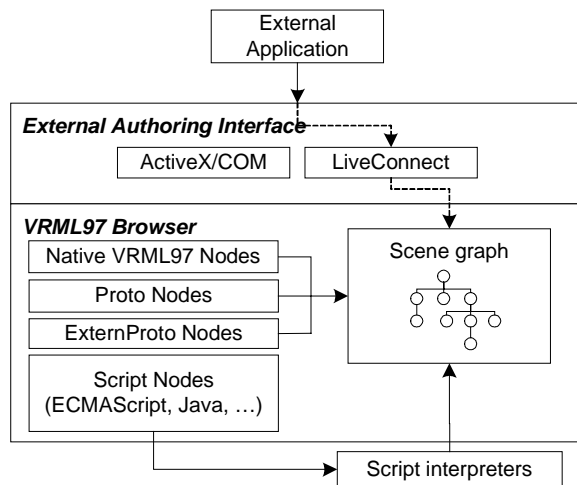 External
Application
External Authoring Interface
ActiveX/COM
LiveConnect
VRML97 Browser
Native VRML97 Nodes
Proto Nodes
ExternProto Nodes
Script Nodes
(ECMAScript, Java, …)
Scene graph
Script interpreters